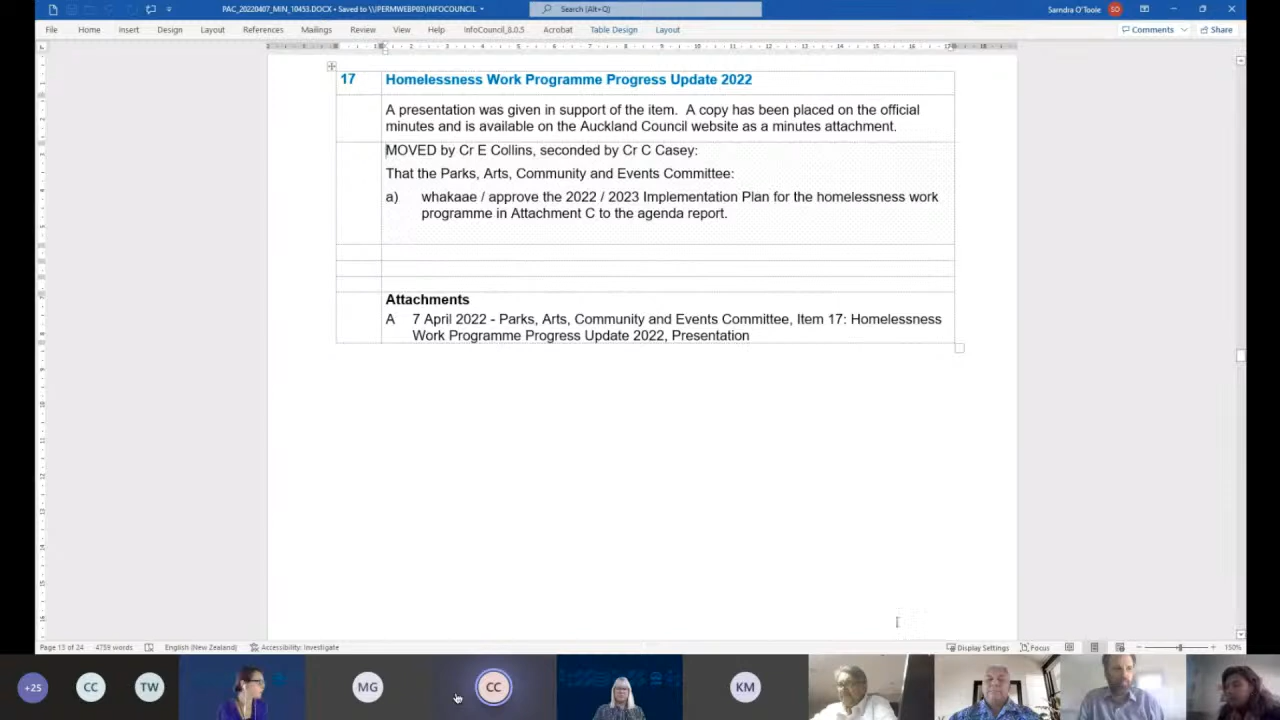 PAC_20220407_MIN_10453.DOCX • Saved to \\PERMWEBP03\INFOCOUNCIL
Search (Alt+Q)
Sarndra O'Toole
SO
File Home Insert Design Layout References Mailings Review View Help InfoCouncil_8.0.5 Acrobat Table Design Layout
Comments Share
17 Homelessness Work Programme Progress Update 2022
A presentation was given in support of the item. A copy has been placed on the official
minutes and is available on the Auckland Council website as a minutes attachment.
MOVED by Cr E Collins, seconded by Cr C Casey:
That the Parks, Arts, Community and Events Committee:
a) whakaae / approve the 2022 / 2023 Implementation Plan for the homelessness work
programme in Attachment C to the agenda report.
Attachments
A 7 April 2022 - Parks, Arts, Community and Events Committee, Item 17: Homelessness
Work Programme Progress Update 2022, Presentation
Page 13 of 24 4759 words English (New Zealand) Accessibility: Investigate
Display Settings Focus 150%
+25 CC TW MG CC KM